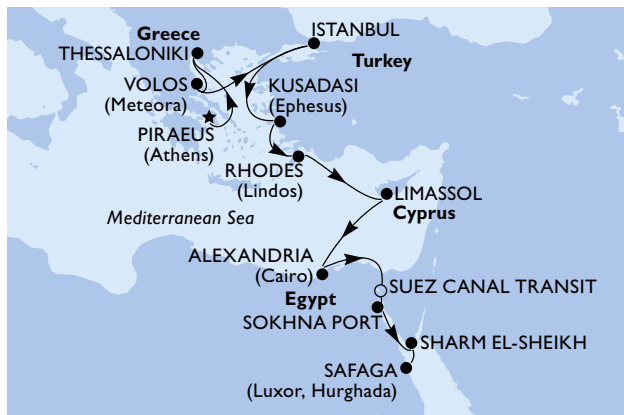 ISTANBUL
Greece
THESSALONIKI
Turkey
VOLOS
(Meteora)
KUSADASI
(Ephesus)
PIRAEUS
(Athens)
RHODES
(Lindos)
LIMASSOL
Cyprus
Mediterranean Sea
ALEXANDRIA
(Cairo)
Egypt
SUEZ CANAL TRANSIT
SOKHNA PORT
SHARM EL-SHEIKH
SAFAGA
(Luxor, Hurghada)